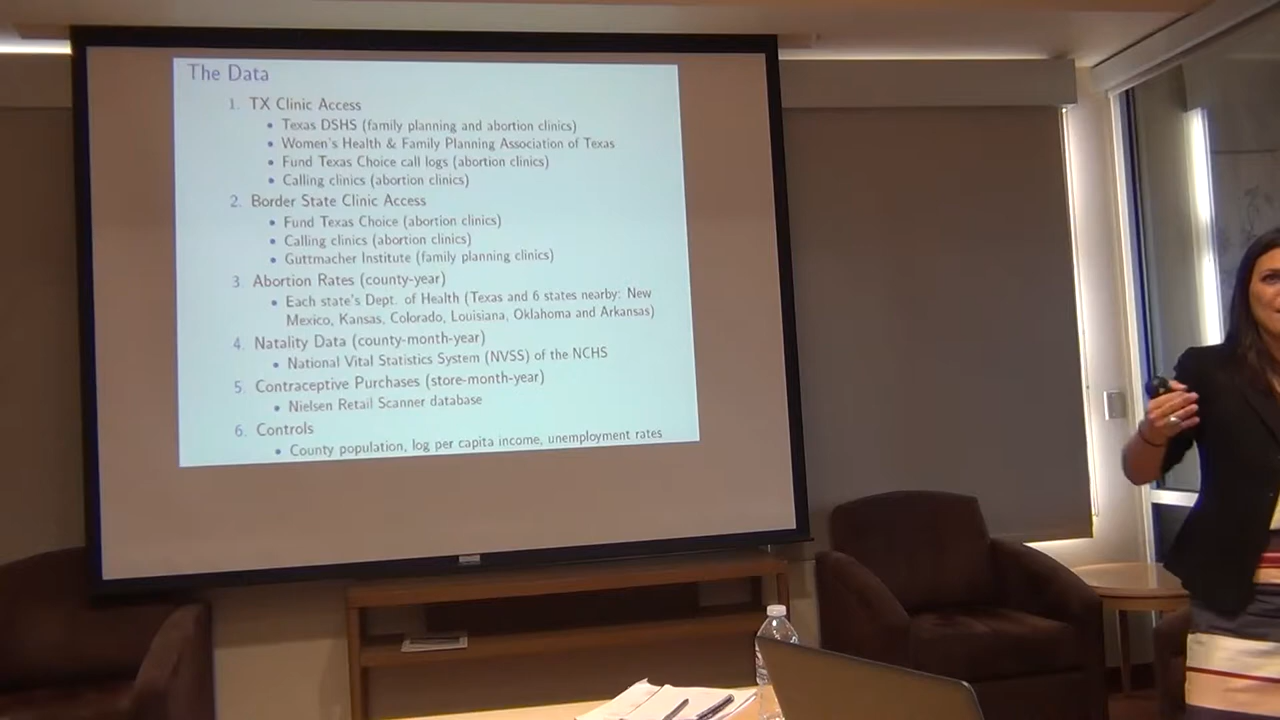 The Data
1. TX Clinic Access
• Texas DSHS (family planning and abortion clinics)
• Women's Health & Family Planning Association of Texas
• Fund Texas Choice call logs (abortion clinics)
• Calling clinics (abortion clinics)
2. Border State Clinic Access
• Fund Texas Choice (abortion clinics)
• Calling clinics (abortion clinics)
• Guttmacher Institute (family planning clinics)
3. Abortion Rates (county-year)
• Each state's Dept. of Health (Texas and 6 states nearby: New
Mexico, Kansas, Colorado, Louisiana, Oklahoma and Arkansas)
4. Natality Data (county-month-year)
• National Vital Statistics System (NVSS) of the NCHS
5. Contraceptive Purchases (store-month-year)
• Nielsen Retail Scanner database
6. Controls
• County population, log per capita income, unemployment rates